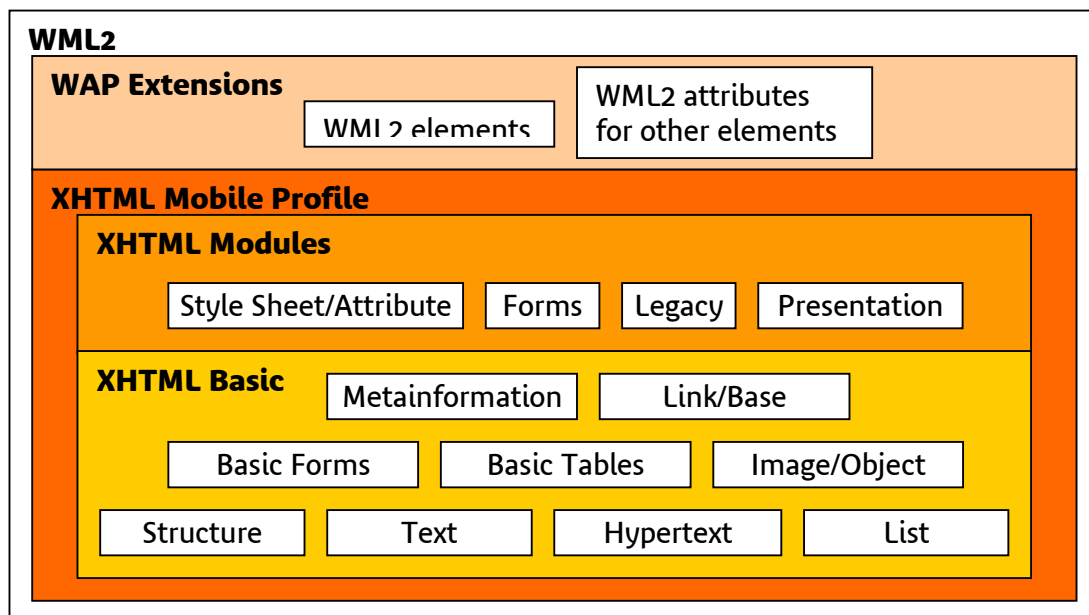 WML2
WAP Extensions
WML2 elements
WML2 attributes
for other elements
XHTML Mobile Profile
XHTML Modules
Style Sheet/Attribute
Forms
Legacy
Presentation
XHTML Basic
Metainformation
Link/Base
Basic Forms
Basic Tables
Image/Object
Structure
Text
Hypertext
List